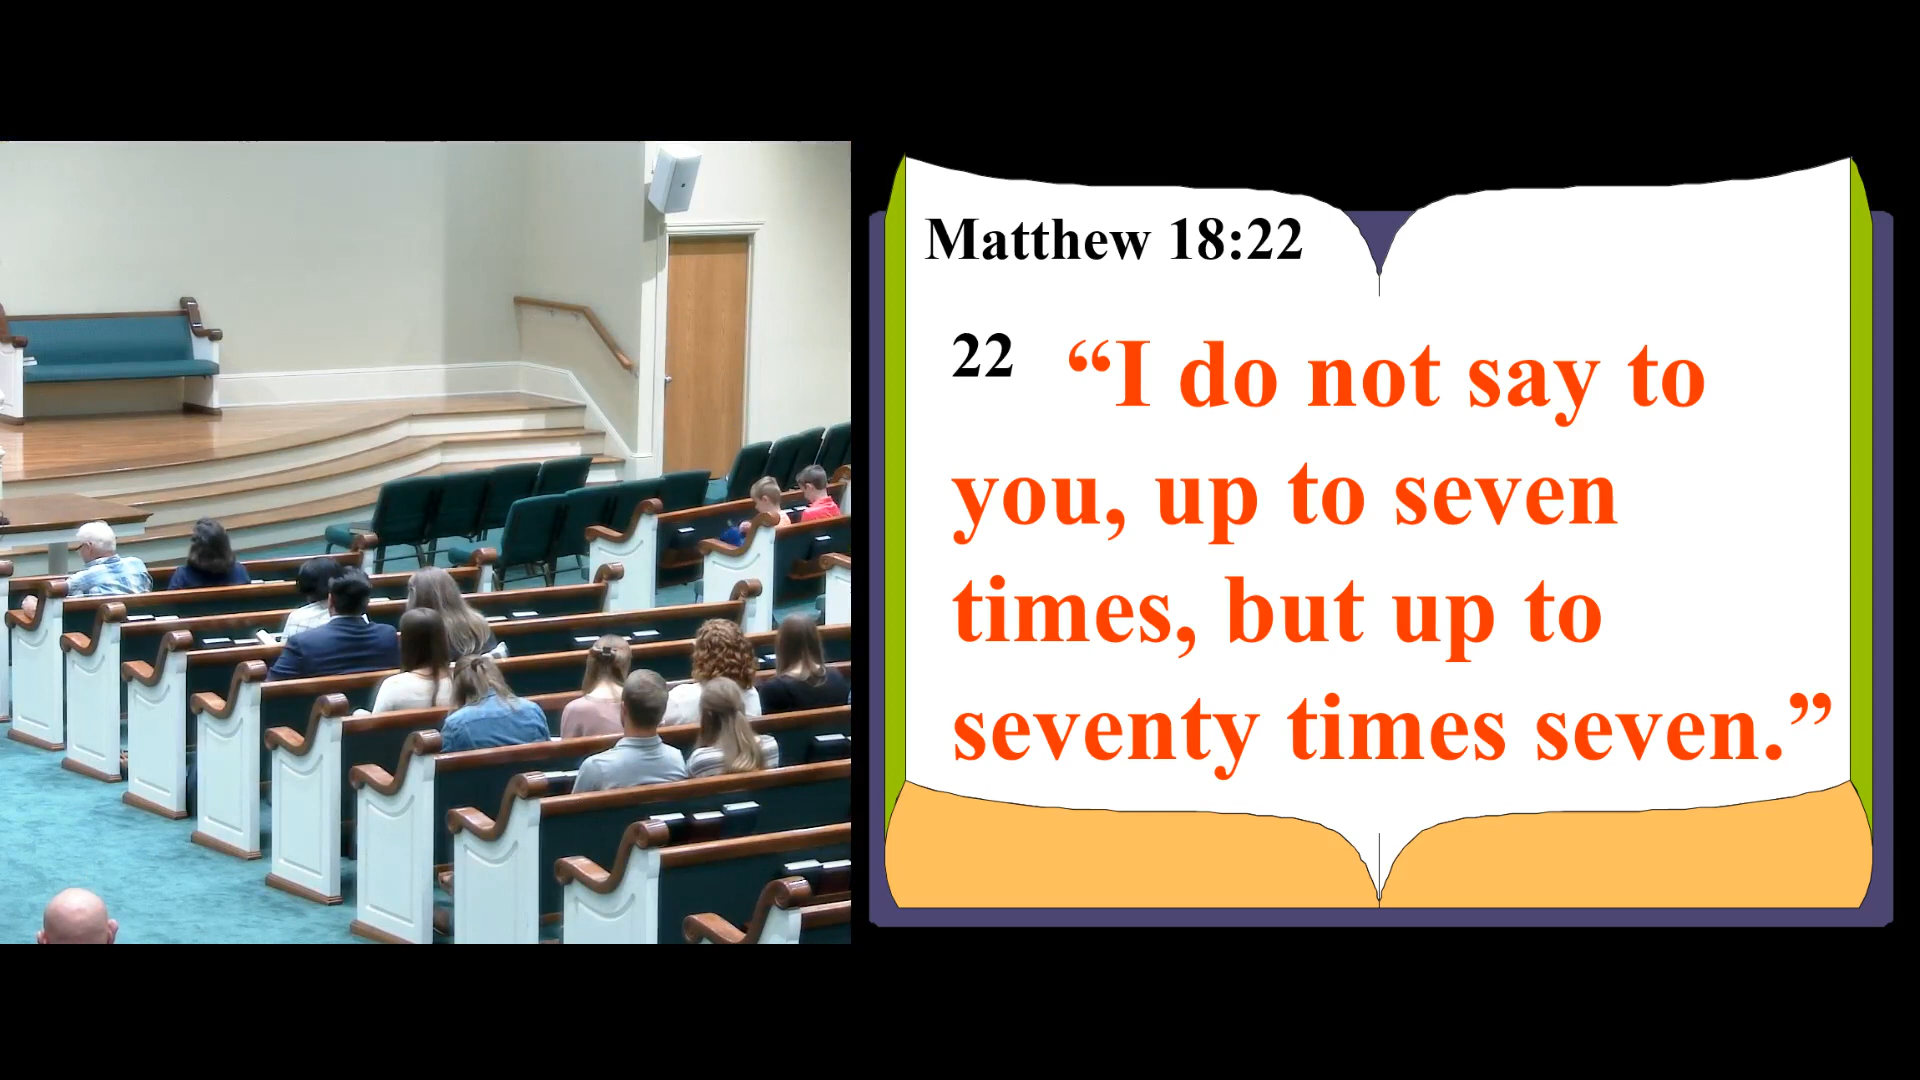 Matthew 18:22
22 “I do not say to
you, up to seven
times, but up to
seventy times seven.”